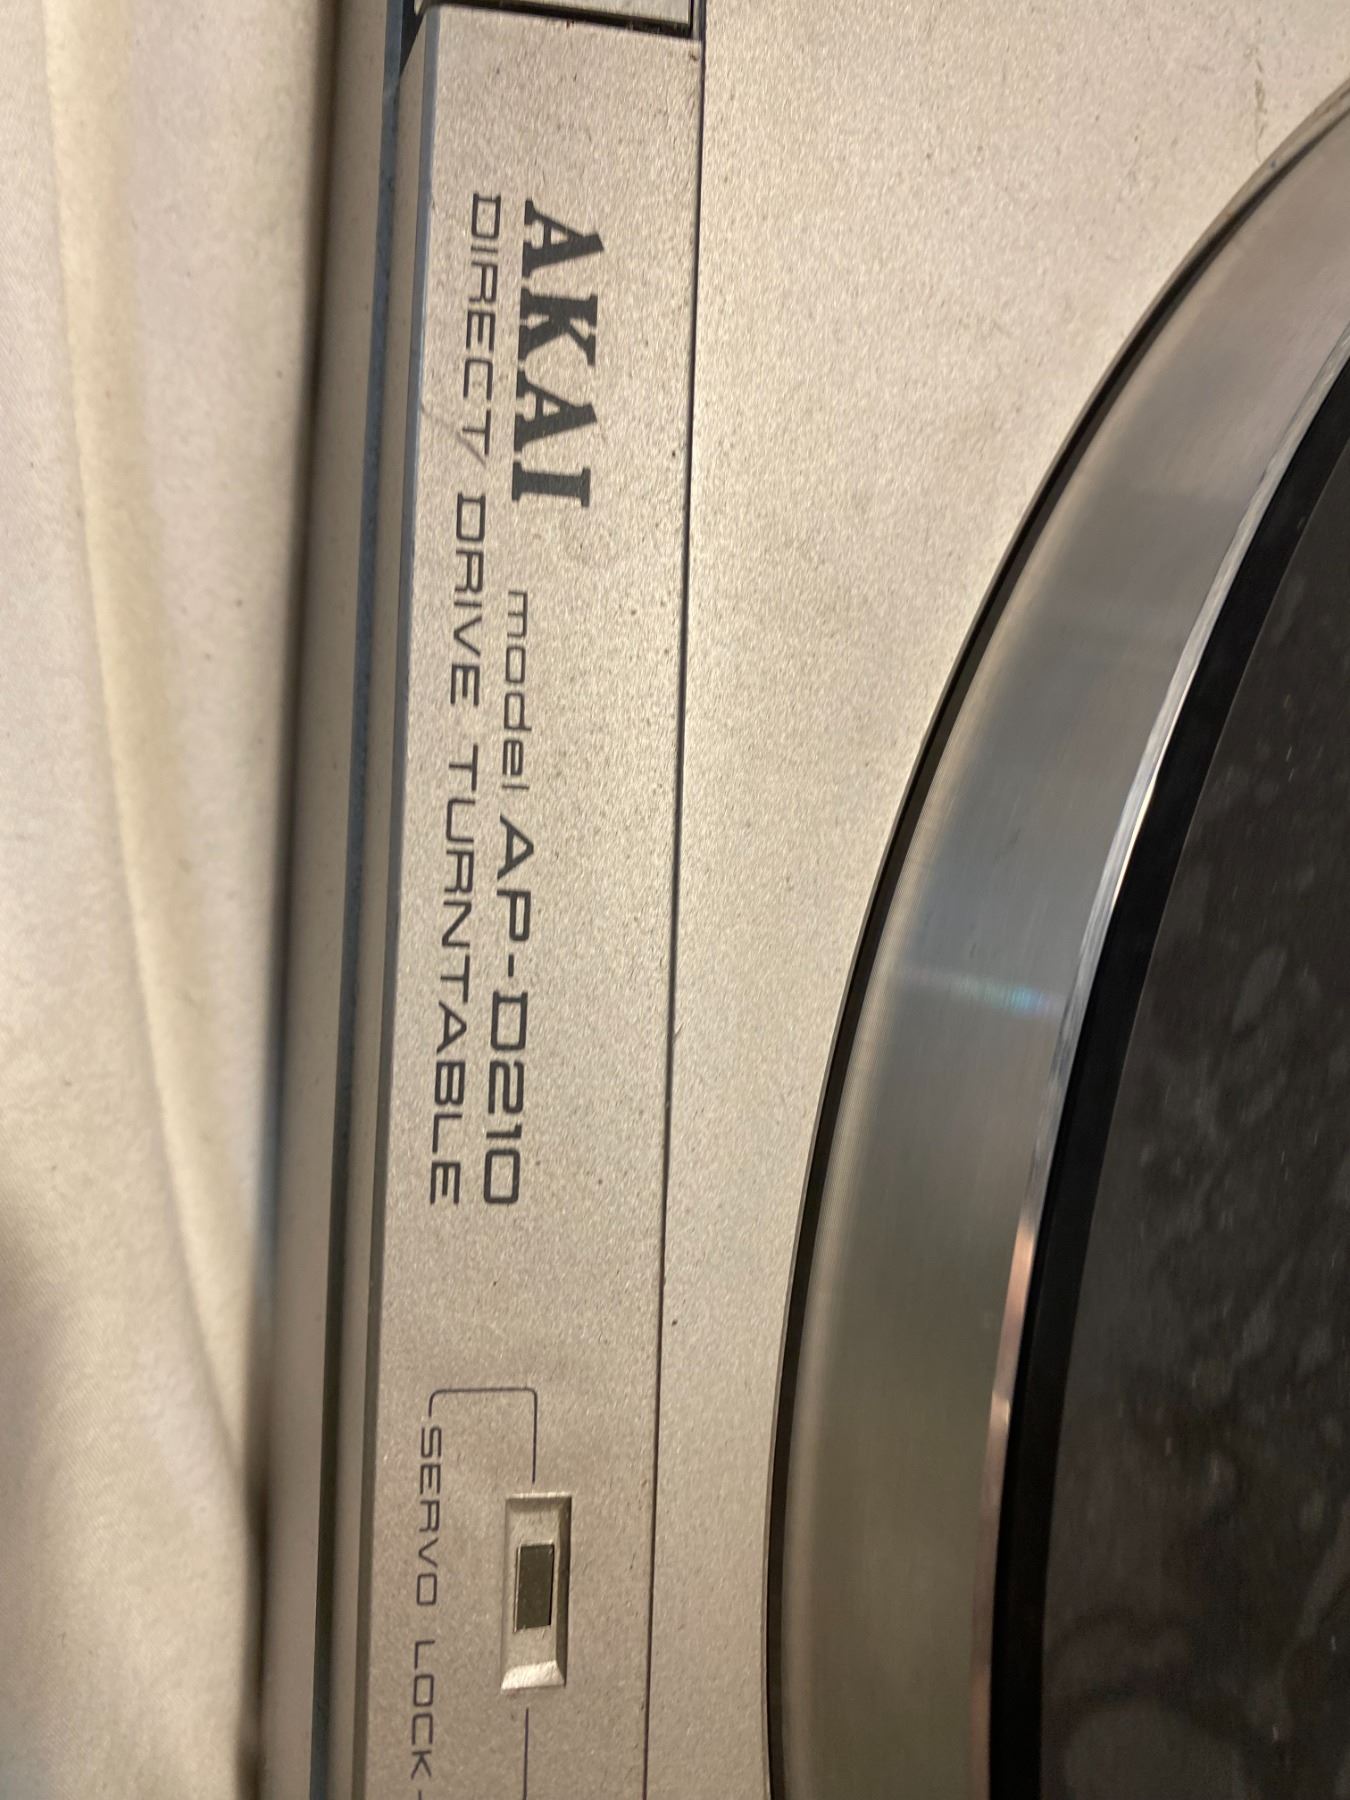 AKAI model AP-D210
DIRECT DRIVE TURNTABLE
SERVO LOCK